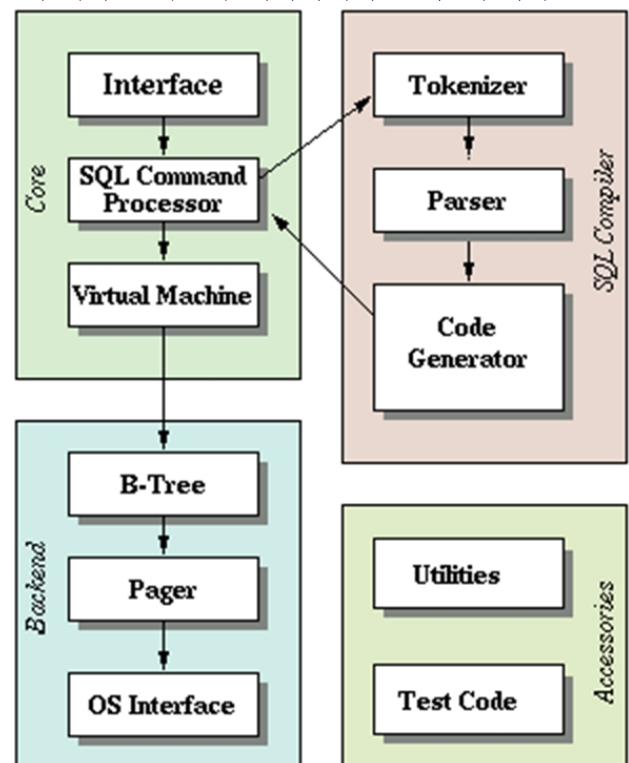 Core
Interface
SQL Command
Processor
Virtual Machine
SQL Compiler
Tokenizer
Parser
Code
Generator
Backend
B-Tree
Pager
OS Interface
Accessories
Utilities
Test Code